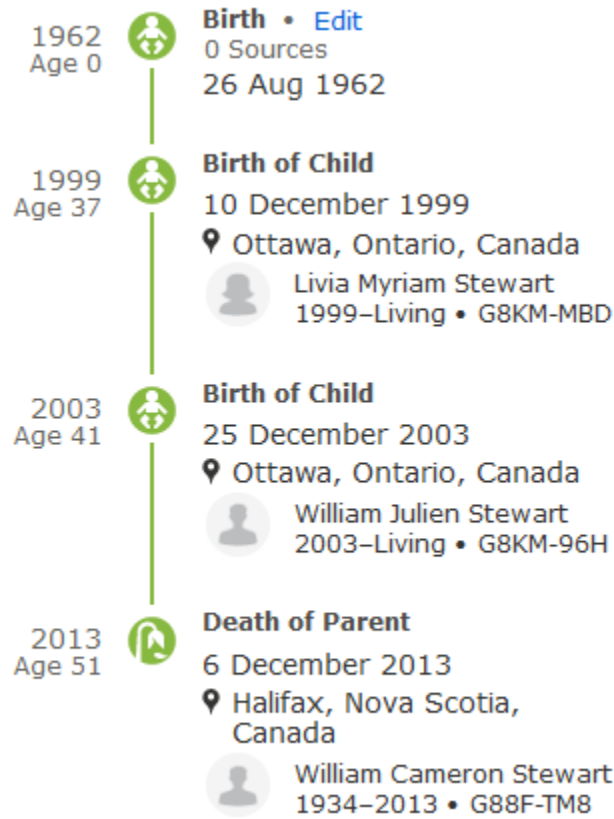 1962
Age 0
Birth • Edit
0 Sources
26 Aug 1962
1999
Age 37
Birth of Child
10 December 1999
Ottawa, Ontario, Canada
Livia Myriam Stewart
1999–Living • G8KM-MBD
2003
Age 41
Birth of Child
25 December 2003
Ottawa, Ontario, Canada
William Julien Stewart
2003–Living • G8KM-96H
2013
Age 51
Death of Parent
6 December 2013
Halifax, Nova Scotia,
Canada
William Cameron Stewart
1934–2013 • G88F-TM8